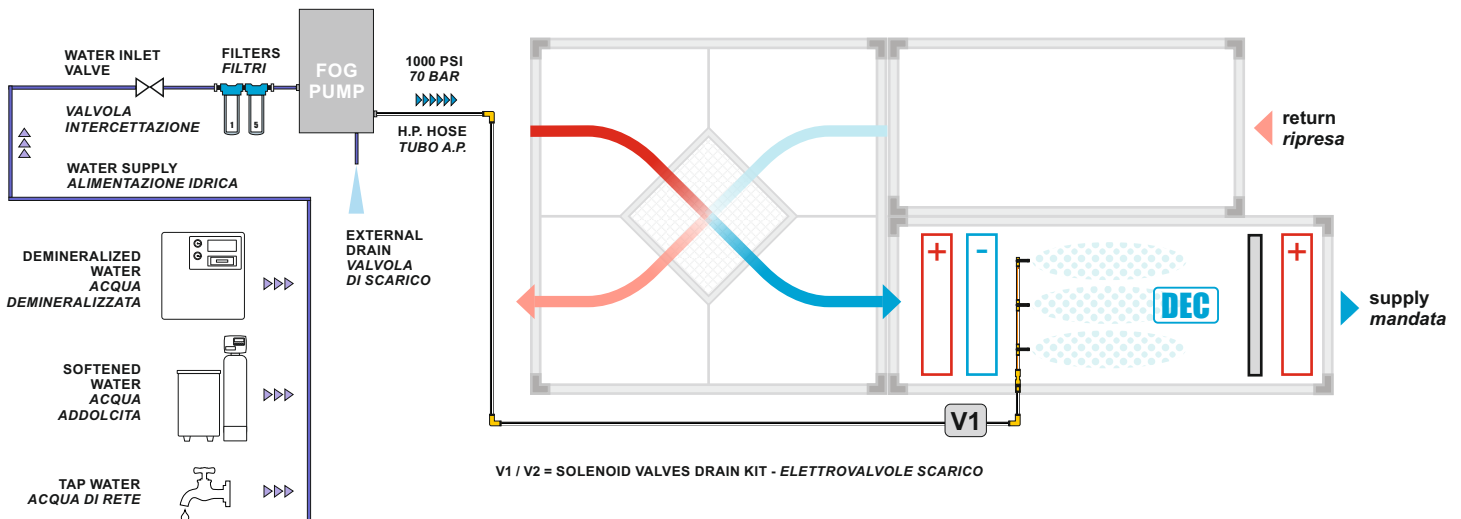 WATER INLET
VALVE
VALVOLA
INTERCETTAZIONE
FILTERS
FILTRI
1 5
FOG
PUMP
1000 PSI
70 BAR
H.P. HOSE
TUBO A.P.
WATER SUPPLY
ALIMENTAZIONE IDRICA
EXTERNAL
DRAIN
VALVOLA
DI SCARICO
DEMINERALIZED
WATER
ACQUA
DEMINERALIZZATA
SOFTENED
WATER
ACQUA
ADDOLCITA
TAP WATER
ACQUA DI RETE
return
ripresa
+ - DEC +
supply
mandata
V1
V1 / V2 = SOLENOID VALVES DRAIN KIT - ELETTROVALVOLE SCARICO